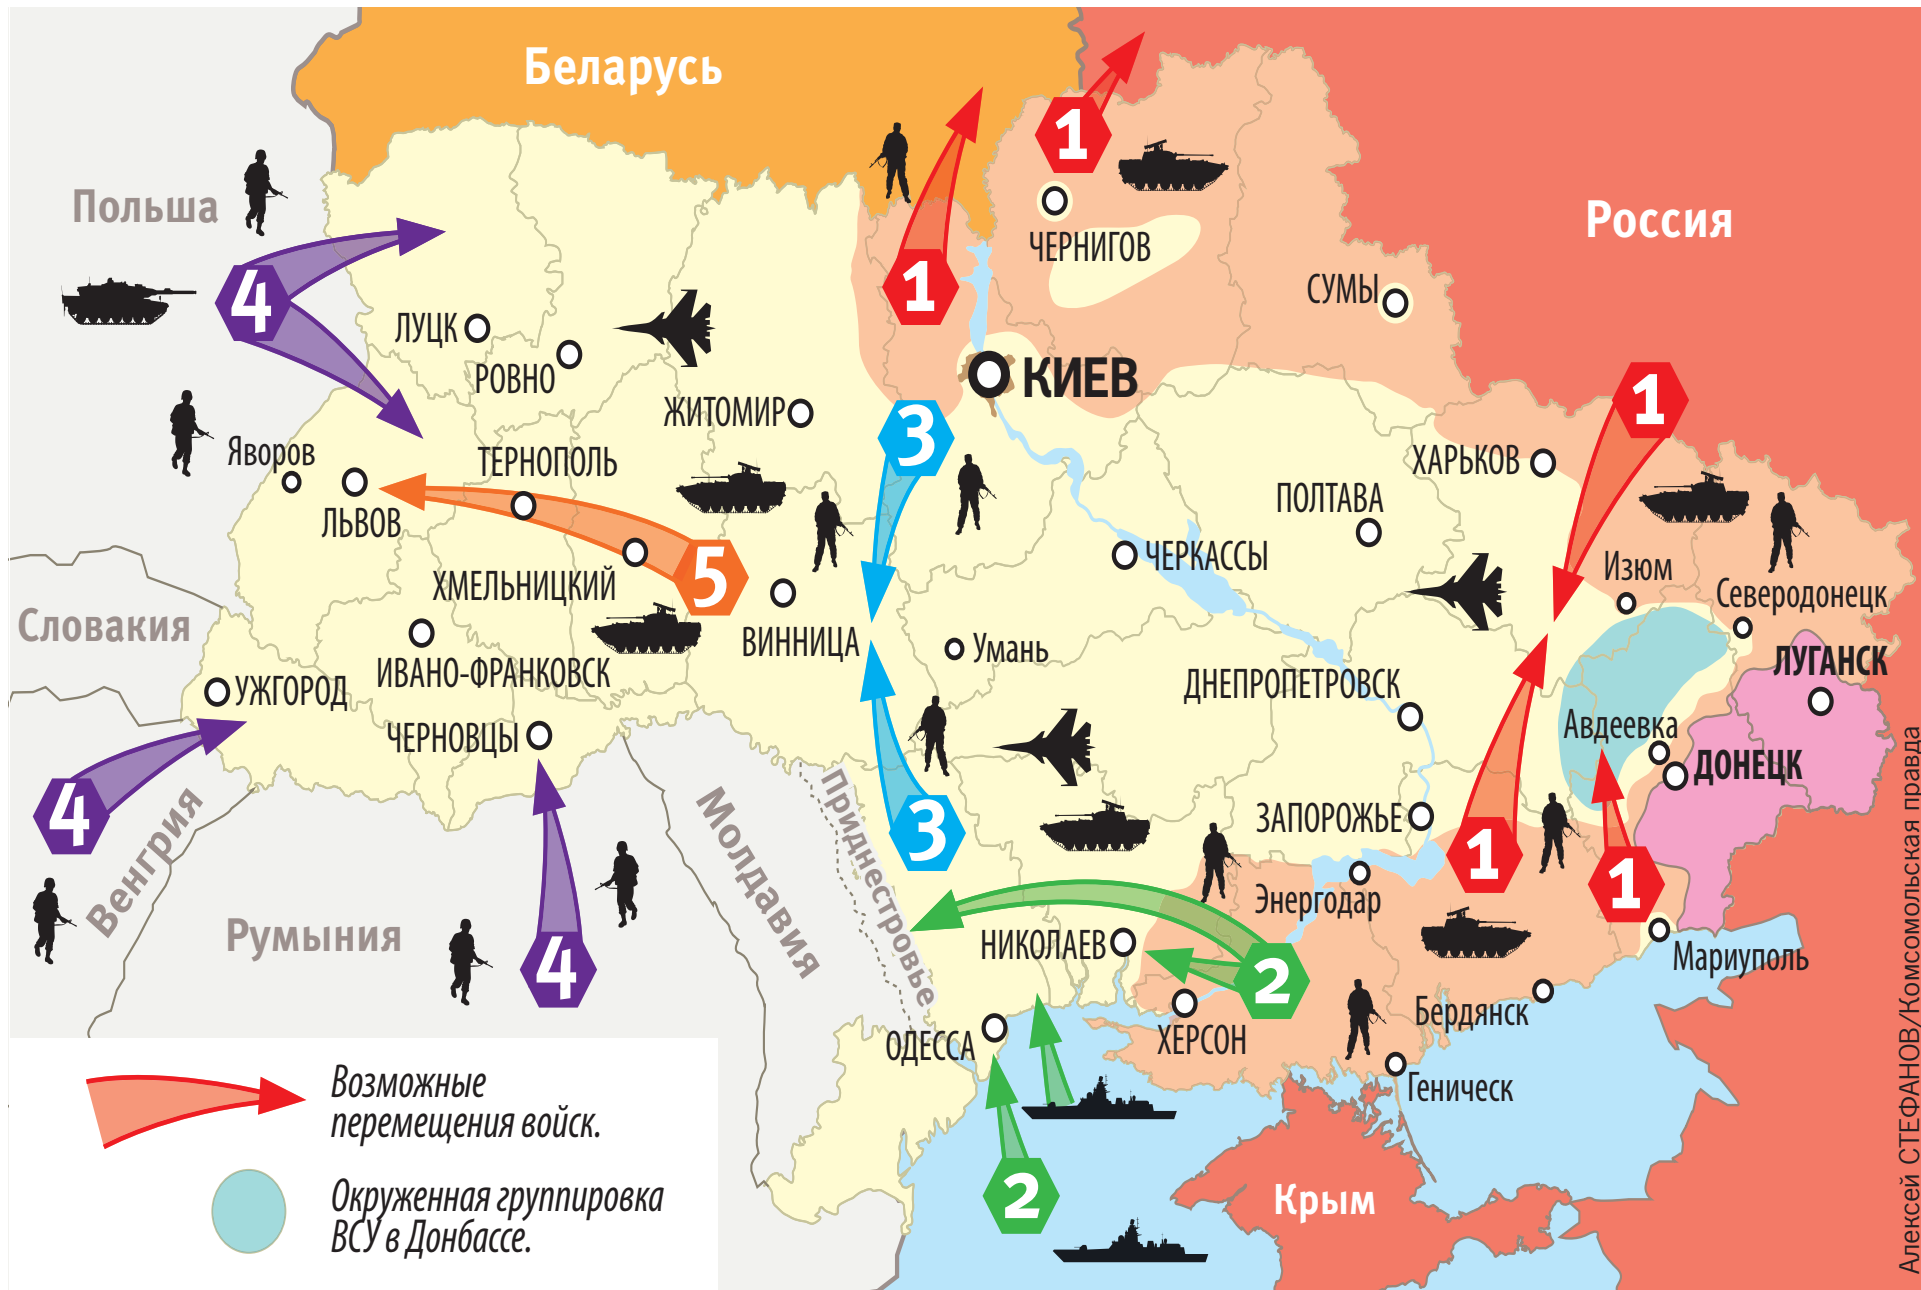 Беларусь
1
1
Польша
Россия
ЧЕРНИГОВ
1
СУМЫ
4
ЛУЦК
РОВНО
КИЕВ
ЖИТОМИР
1
3
Яворов
ТЕРНОПОЛЬ
ХАРЬКОВ
ПОЛТАВА
ЛЬВОВ
5
ЧЕРКАССЫ
ХМЕЛЬНИЦКИЙ
Изюм
Северодонецк
Словакия
ВИННИЦА
Умань
ЛУГАНСК
ИВАНО-ФРАНКОВСК
ДНЕПРОПЕТРОВСК
УЖГОРОД
Авдеевка
ЧЕРНОВЦЫ
ДОНЕЦК
4
Венгрия
Молдавия
Приднестровье
3
ЗАПОРОЖЬЕ
1
1
Энергодар
Румыния
НИКОЛАЕВ
4
2
Мариуполь
Бердянск
ХЕРСОН
ОДЕССА
Геническ
2
Крым
Возможные
перемещения войск.
Окруженная группировка
ВСУ в Донбассе.
Алексей СТЕФАНОВ/Комсомольская правда